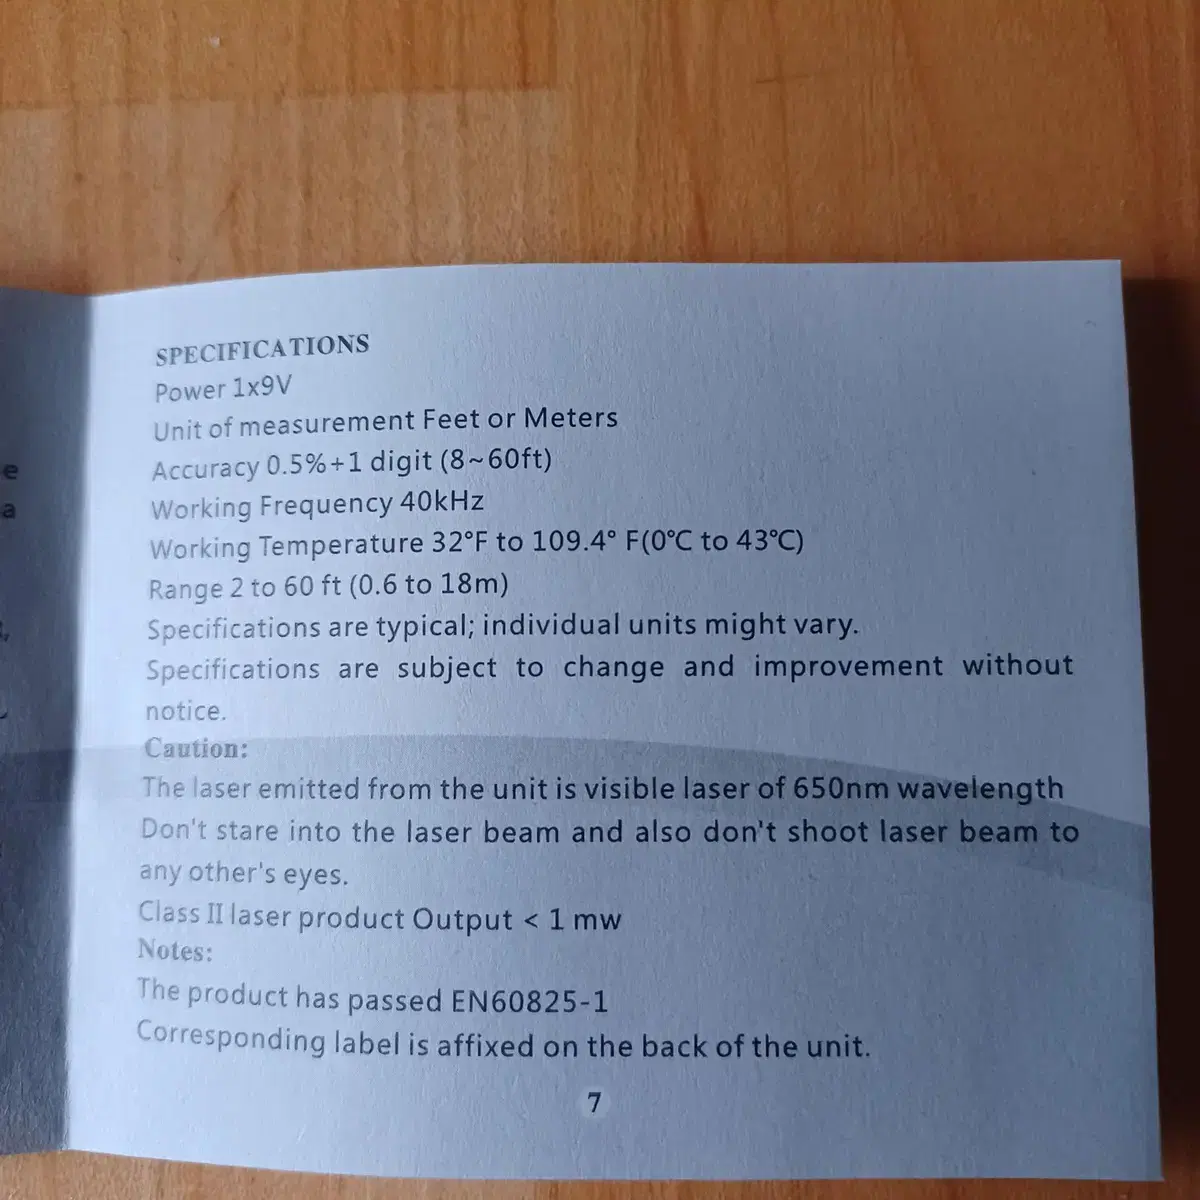 SPECIFICATIONS
Power 1x9V
Unit of measurement Feet or Meters
Accuracy 0.5%+1 digit (8~60ft)
Working Frequency 40kHz
Working Temperature 32°F to 109.4° F(0℃ to 43℃)
Range 2 to 60 ft (0.6 to 18m)
Specifications are typical; individual units might vary.
Specifications are subject to change and improvement without
notice.
Caution:
The laser emitted from the unit is visible laser of 650nm wavelength
Don't stare into the laser beam and also don't shoot laser beam to
any other's eyes.
Class II laser product Output < 1 mw
Notes:
The product has passed EN60825-1
Corresponding label is affixed on the back of the unit.
7